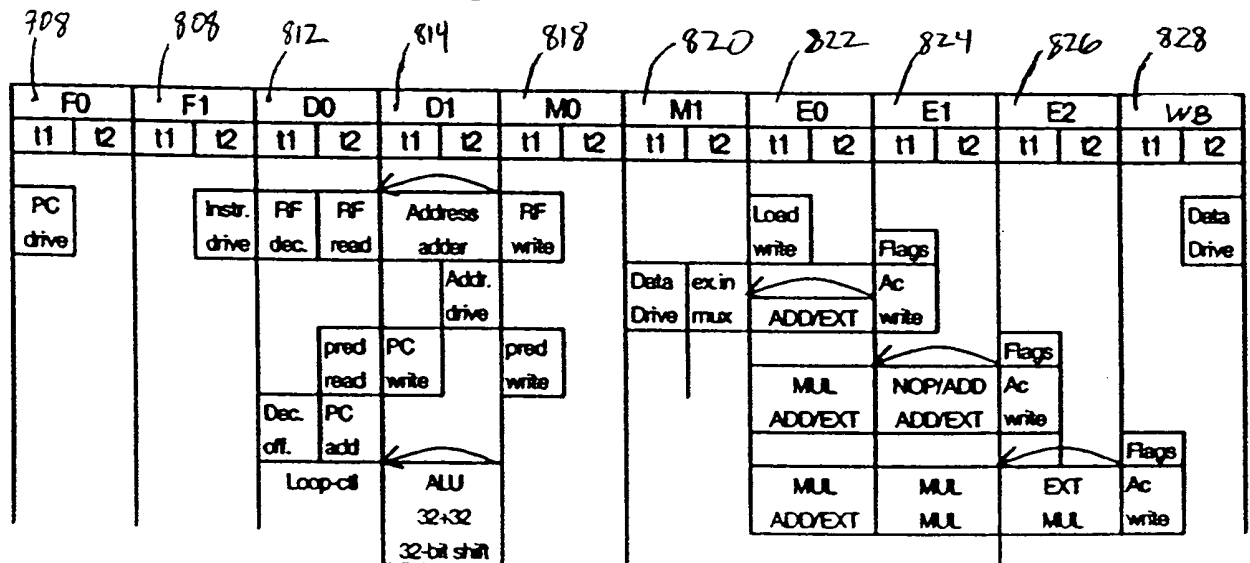 708 808 812 814 818 820 822 824 826 828
F0 F1 D0 D1 M0 M1 E0 E1 E2 WB
t1 t2 t1 t2 t1 t2 t1 t2 t1 t2 t1 t2 t1 t2 t1 t2 t1 t2 t1 t2
PC Instr. RF RF Address RF Load Data
drive drive dec. read adder write write Flags Drive
Addr. Data ex.in Ac
drive Drive mux ADD/EXT write
pred PC pred Flags
read write write MUL NOP/ADD Ac
Dec. PC ADD/EXT ADD/EXT write
off. add Flags
Loop-ctl ALU MUL MUL EXT Ac
32+32 ADD/EXT MUL MUL write
32-bit shift